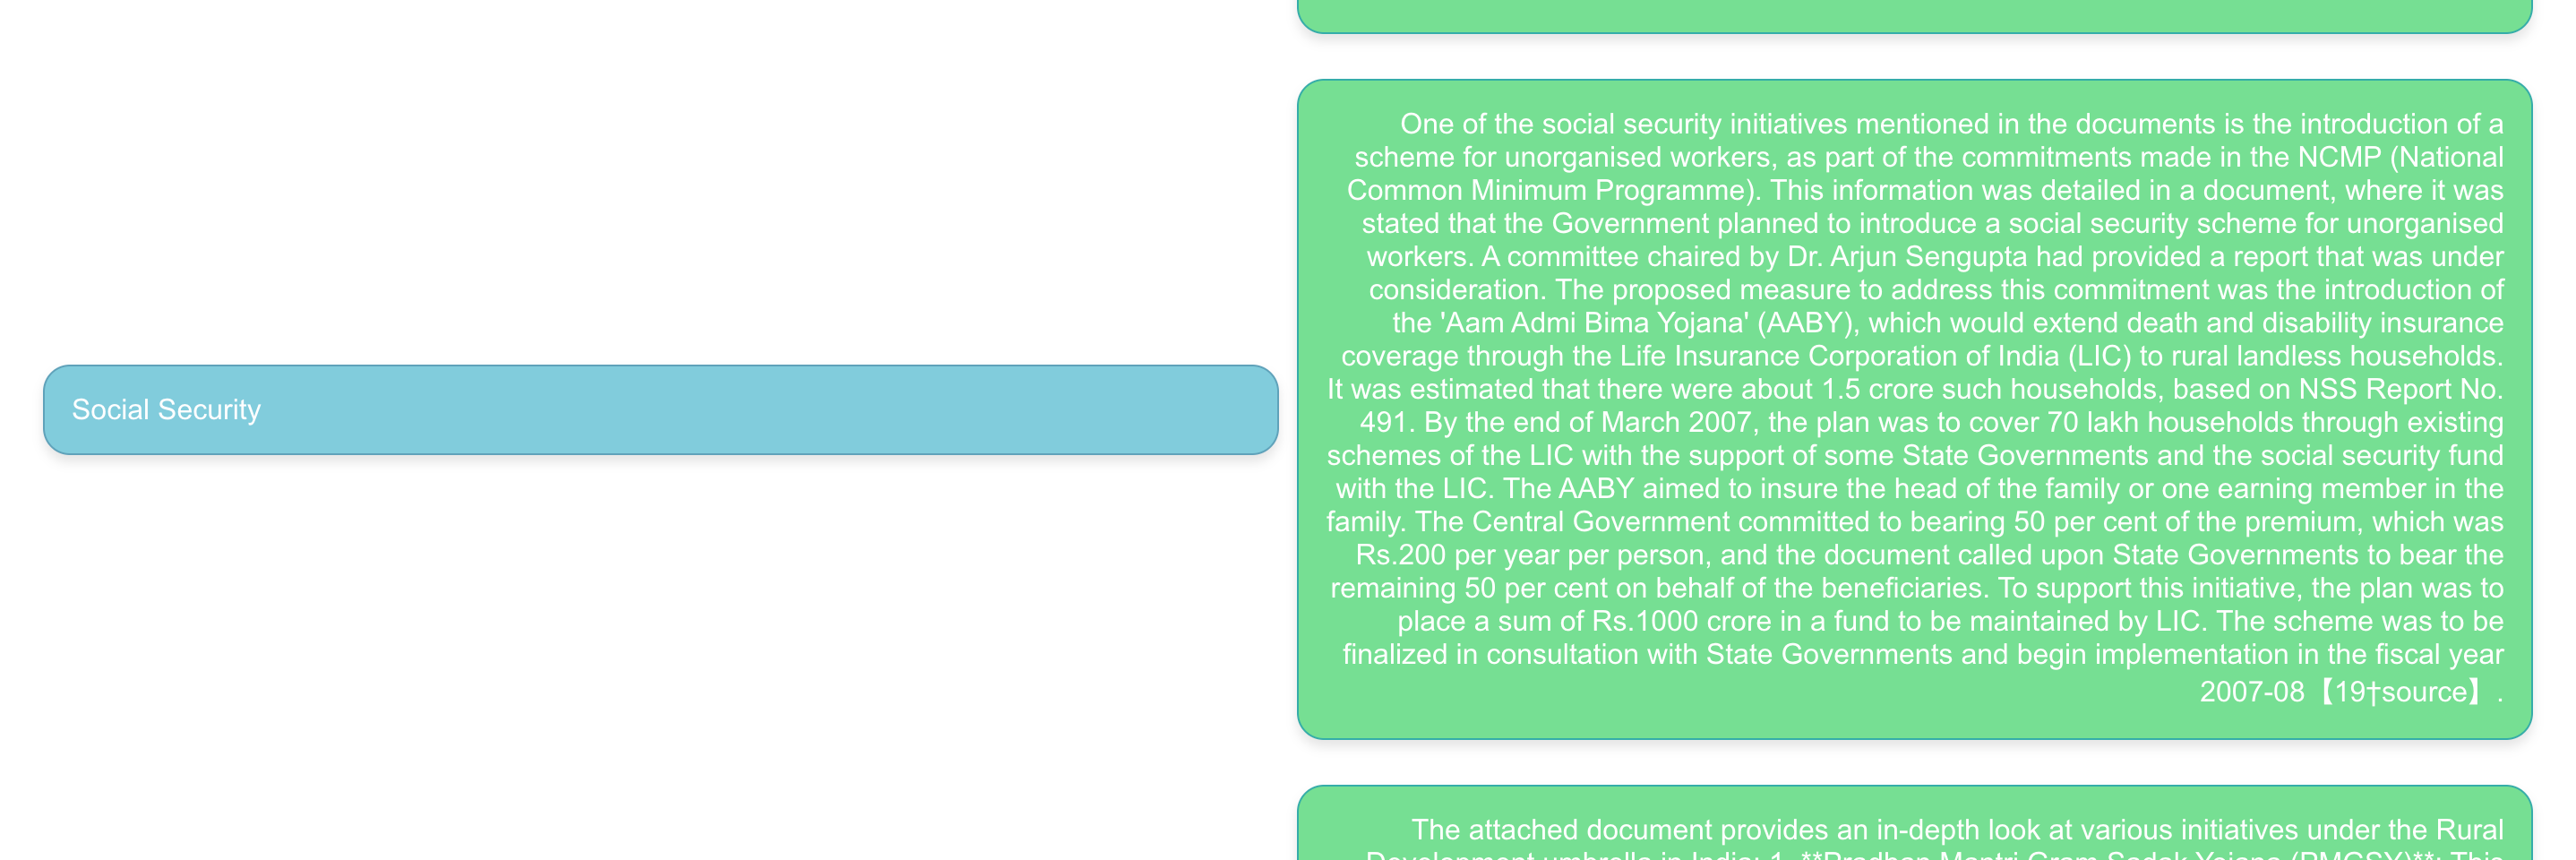 One of the social security initiatives mentioned in the documents is the introduction of a
scheme for unorganised workers, as part of the commitments made in the NCMP (National
Common Minimum Programme). This information was detailed in a document, where it was
stated that the Government planned to introduce a social security scheme for unorganised
workers. A committee chaired by Dr. Arjun Sengupta had provided a report that was under
consideration. The proposed measure to address this commitment was the introduction of
the 'Aam Admi Bima Yojana' (AABY), which would extend death and disability insurance
coverage through the Life Insurance Corporation of India (LIC) to rural landless households.
It was estimated that there were about 1.5 crore such households, based on NSS Report No.
491. By the end of March 2007, the plan was to cover 70 lakh households through existing
schemes of the LIC with the support of some State Governments and the social security fund
with the LIC. The AABY aimed to insure the head of the family or one earning member in the
family. The Central Government committed to bearing 50 per cent of the premium, which was
Rs.200 per year per person, and the document called upon State Governments to bear the
remaining 50 per cent on behalf of the beneficiaries. To support this initiative, the plan was to
place a sum of Rs.1000 crore in a fund to be maintained by LIC. The scheme was to be
finalized in consultation with State Governments and begin implementation in the fiscal year
2007-08【19†source】.
Social Security
The attached document provides an in-depth look at various initiatives under the Rural
Development umbrella in India: 1. **Pradhan Mantri Gram Sadak Yojana (PMGSY)**: This